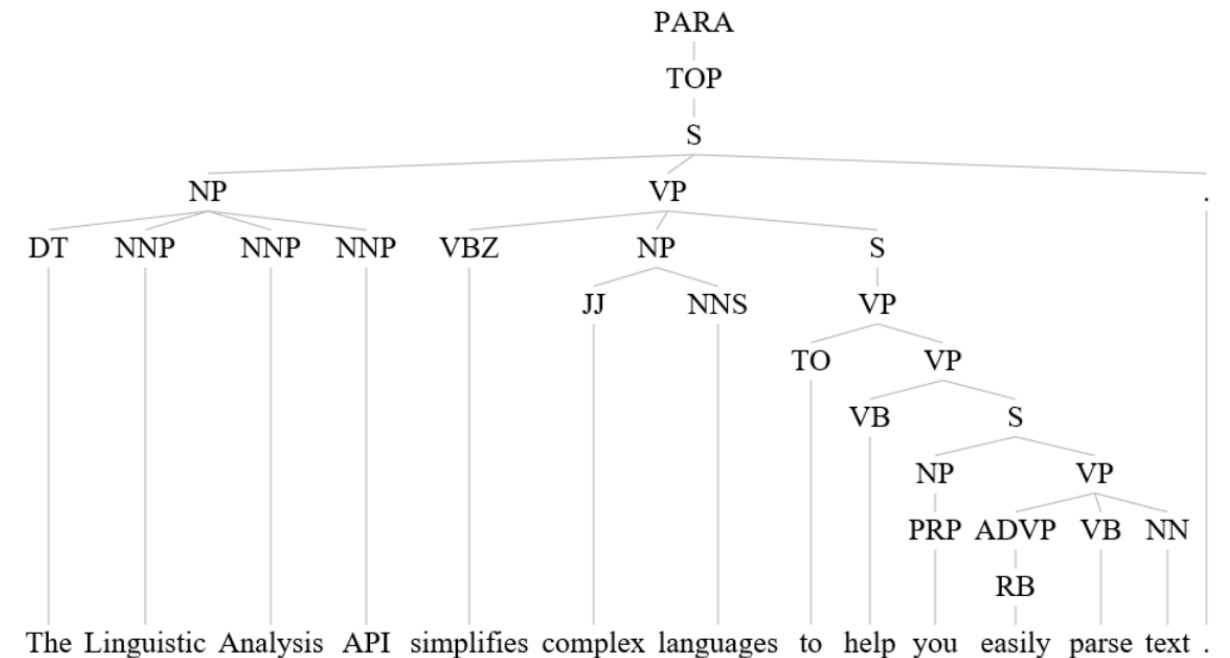 PARA
TOP
S
NP VP .
DT NNP NNP NNP VBZ NP S
JJ NNS VP
TO VP
VB S
NP VP
PRP ADVP VB NN
RB
The Linguistic Analysis API simplifies complex languages to help you easily parse text .